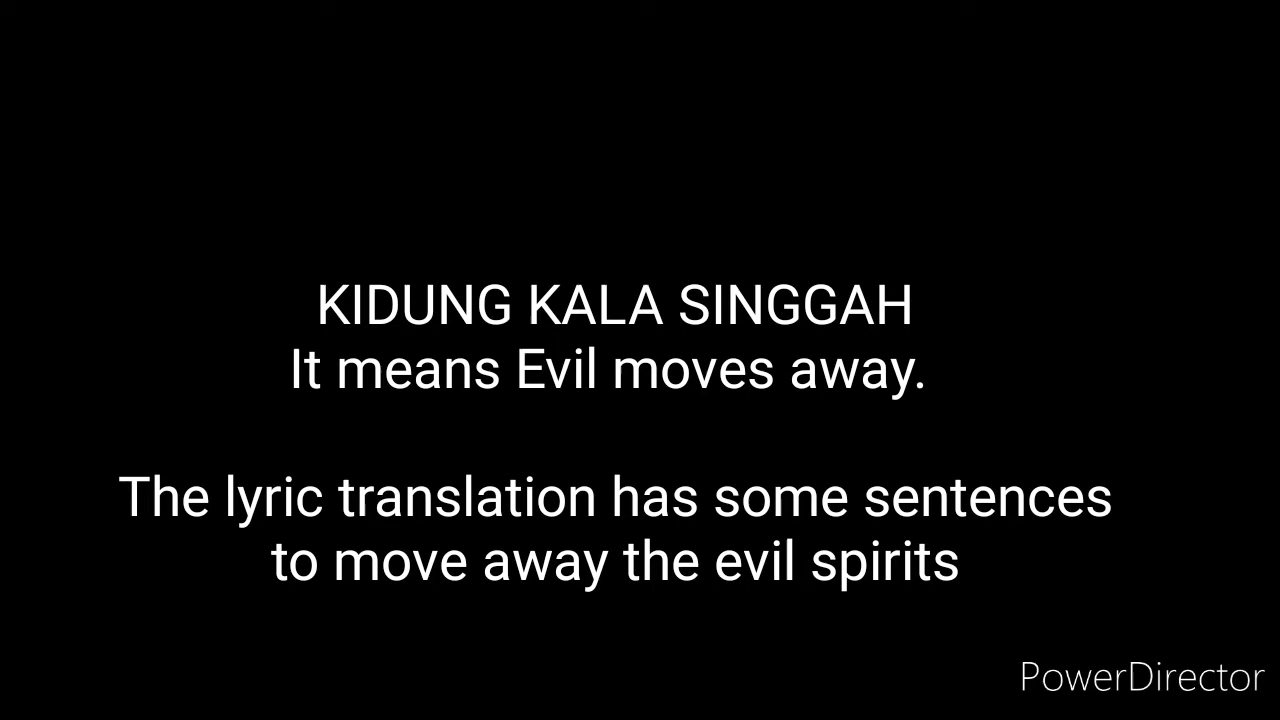 KIDUNG KALA SINGGAH
It means Evil moves away.
The lyric translation has some sentences
to move away the evil spirits
PowerDirector